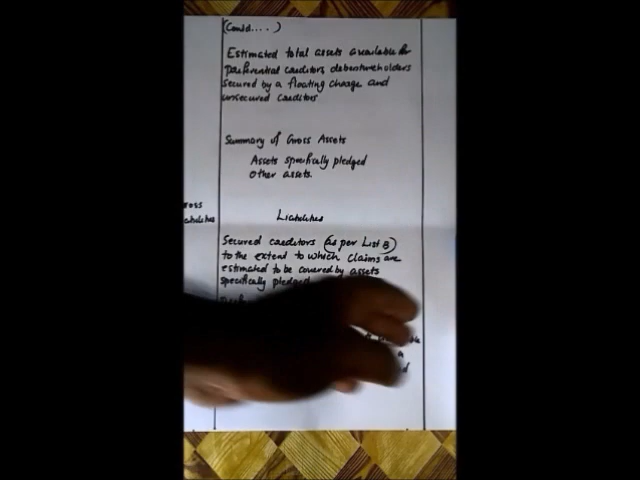 (Contd....)
Estimated total assets available for
preferential creditors, debentureholders
secured by a floating charge and
unsecured creditors
Summary of Gross Assets
Assets specifically pledged
Other assets.
Liabilities
Secured creditors (as per List B)
to the extend to which claims are
estimated to be covered by assets
specifically pledged
a